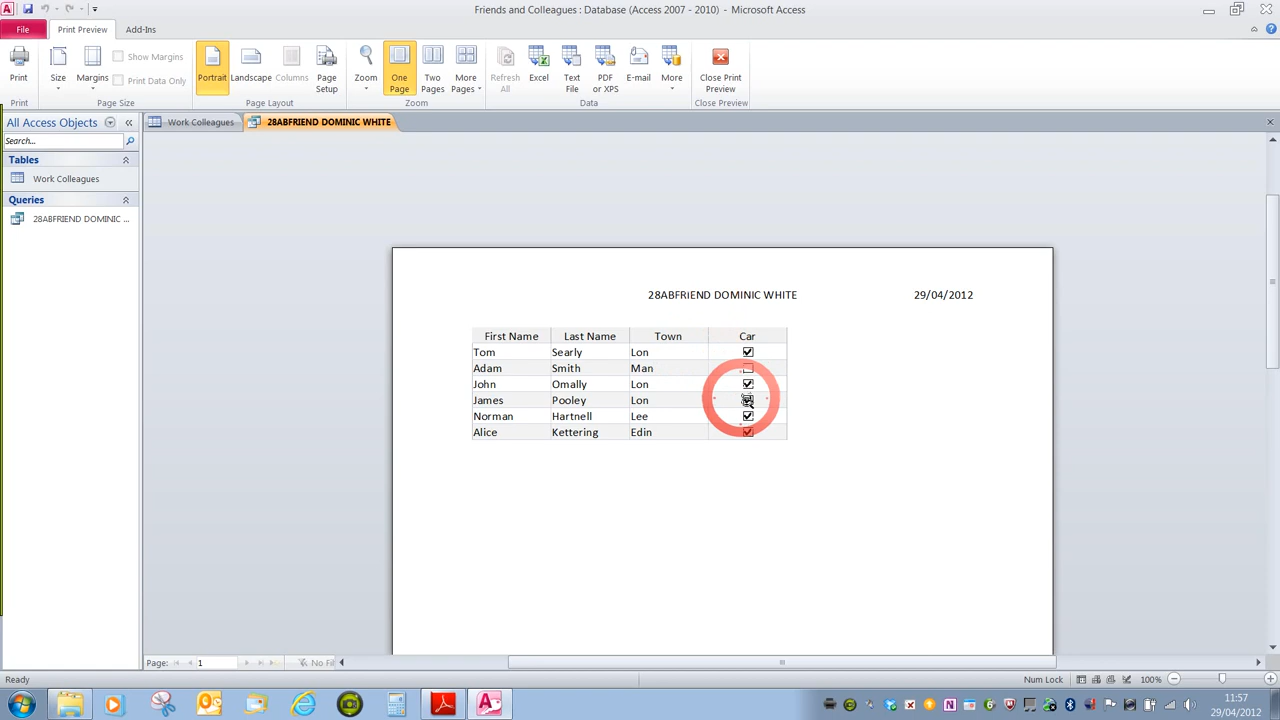 Friends and Colleagues : Database (Access 2007 - 2010) - Microsoft Access
File Print Preview Add-Ins
Print
Size
Margins
Show Margins
Print Data Only
Portrait
Landscape
Columns
Page Setup
Zoom
One Page
Two Pages
More Pages
Refresh All
Excel
Text File
PDF or XPS
E-mail
More
Close Print Preview
Print Page Size Page Layout Zoom Data Close Preview
All Access Objects
Search...
Tables
Work Colleagues
Queries
28ABFRIEND DOMINIC ...
Work Colleagues 28ABFRIEND DOMINIC WHITE
28ABFRIEND DOMINIC WHITE 29/04/2012
First Name Last Name Town Car
Tom Searly Lon
Adam Smith Man
John Omally Lon
James Pooley Lon
Norman Hartnell Lee
Alice Kettering Edin
Page: 1 No Fil
Ready Num Lock 100%
11:57
29/04/2012